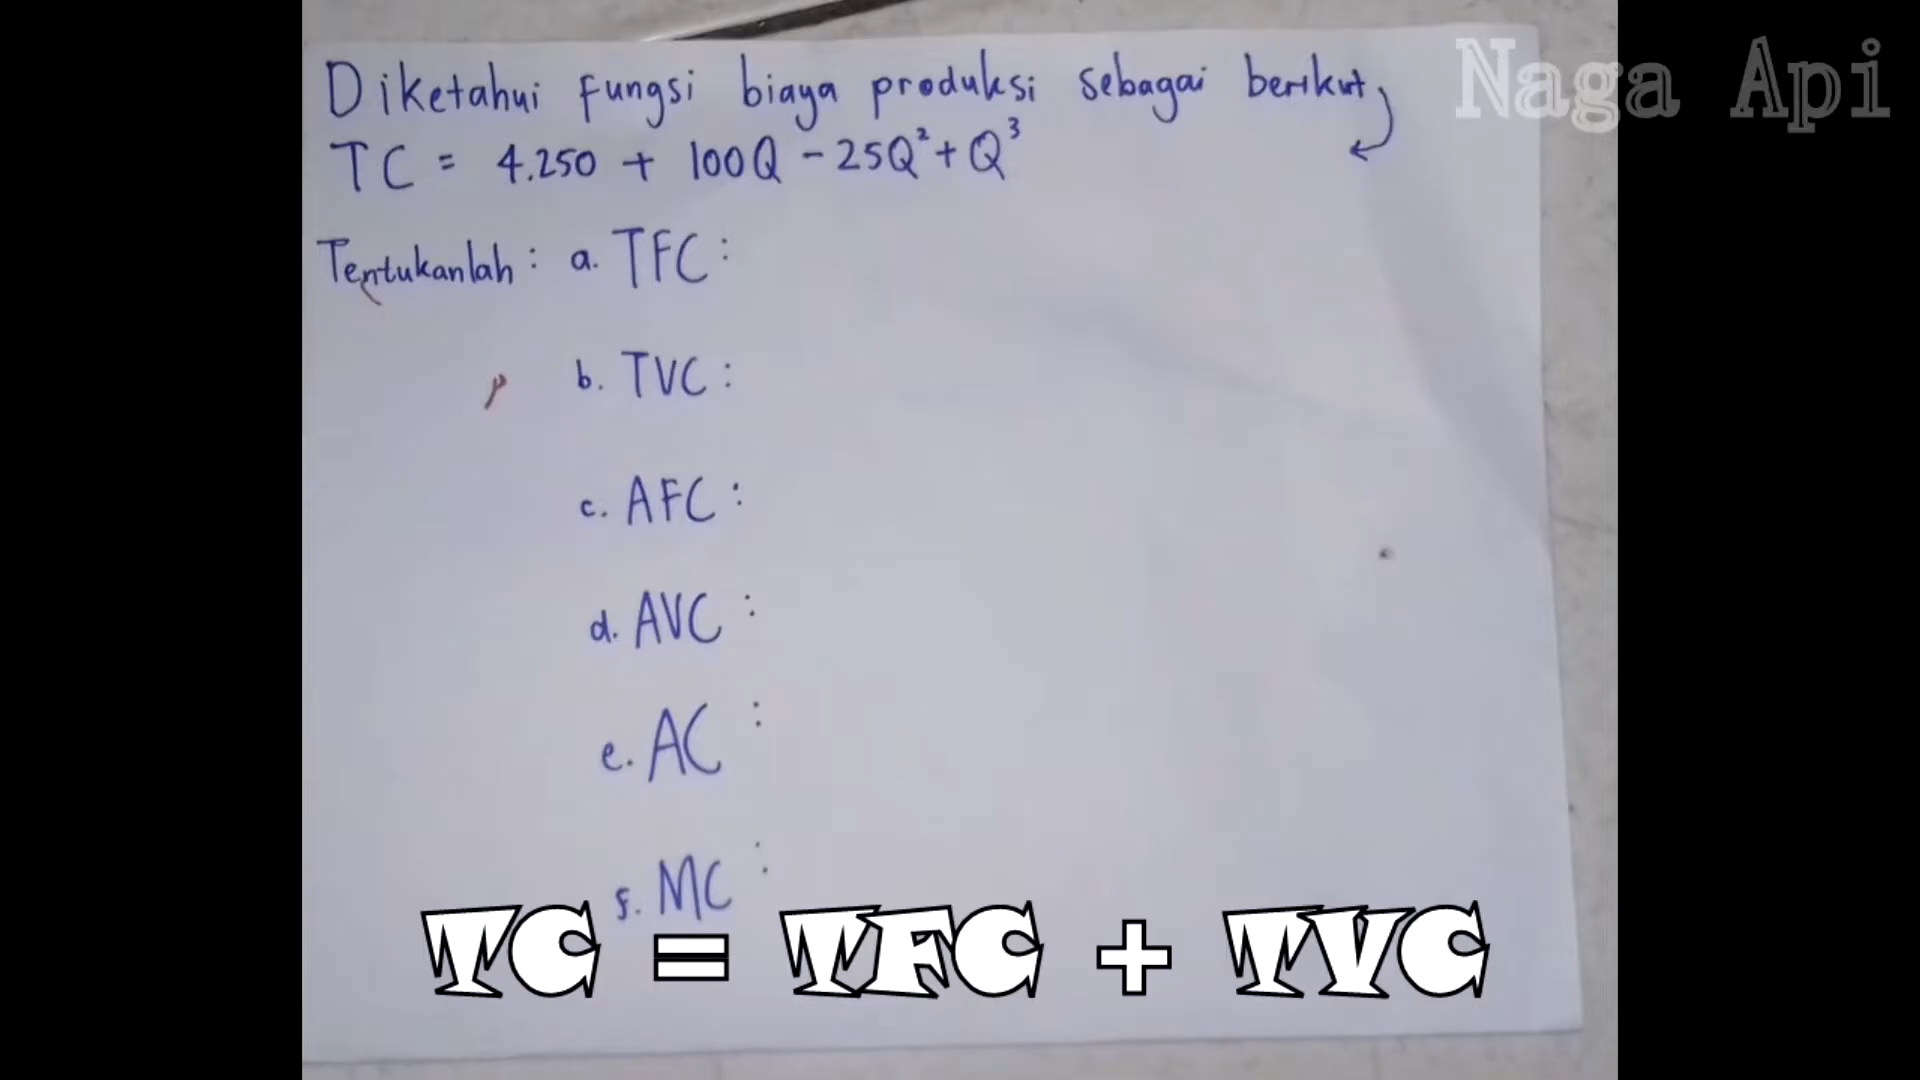 Naga Api
Diketahui fungsi biaya produksi sebagai berikut,
TC = 4.250 + 100Q - 25Q² + Q³
Tentukanlah : a. TFC :
b. TVC :
c. AFC :
d. AVC :
e. AC :
f. MC :
TC = TFC + TVC